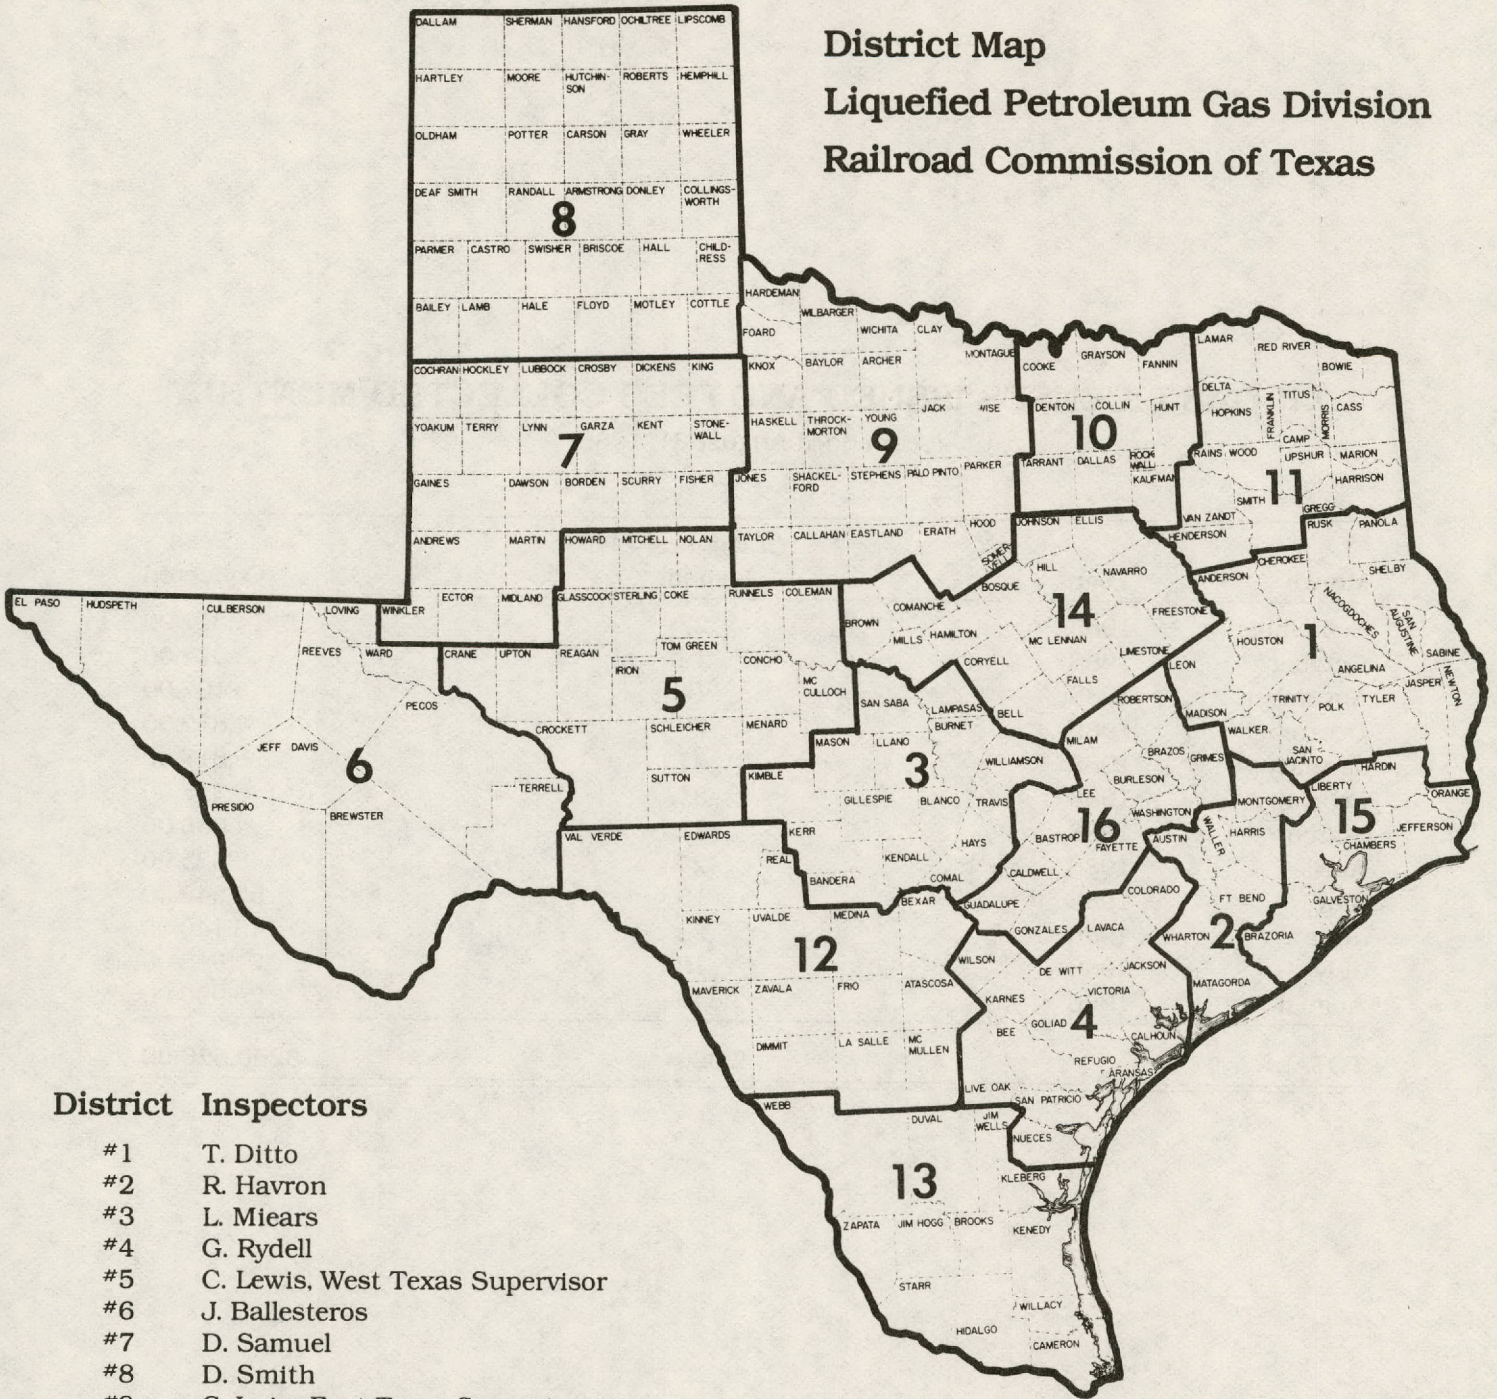 District Map
Liquefied Petroleum Gas Division
Railroad Commission of Texas
DALLAM SHERMAN HANSFORD OCHILTREE LIPSCOMB
HARTLEY MOORE HUTCHIN-
SON ROBERTS HEMPHILL
OLDHAM POTTER CARSON GRAY WHEELER
DEAF SMITH RANDALL ARMSTRONG DONLEY COLLINGS-
WORTH
8
PARMER CASTRO SWISHER BRISCOE HALL CHILD-
RESS
BAILEY LAMB HALE FLOYD MOTLEY COTTLE
COCHRAN HOCKLEY LUBBOCK CROSBY DICKENS KING
YOAKUM TERRY LYNN GARZA KENT STONE-
WALL
7
GAINES DAWSON BORDEN SCURRY FISHER
ANDREWS MARTIN
WINKLER ECTOR MIDLAND
HARDEMAN
WILBARGER
FOARD WICHITA CLAY
MONTAGUE
KNOX BAYLOR ARCHER
HASKELL THROCK-
MORTON YOUNG JACK WISE
9
JONES SHACKEL-
FORD STEPHENS PALO PINTO PARKER
TAYLOR CALLAHAN EASTLAND ERATH HOOD
SOMER-
VELL
COOKE GRAYSON FANNIN
DENTON COLLIN HUNT
10
TARRANT DALLAS ROCK-
WALL
KAUFMAN
LAMAR RED RIVER BOWIE
DELTA HOPKINS FRANKLIN TITUS MORRIS CASS
CAMP
RAINS WOOD UPSHUR MARION
11
SMITH HARRISON
VAN ZANDT GREGG
HENDERSON
RUSK PANOLA
CHEROKEE
ANDERSON SHELBY
NACOGDOCHES SAN
AUGUSTINE
HOUSTON 1 SABINE
ANGELINA
LEON JASPER NEWTON
TRINITY POLK TYLER
MADISON
WALKER
SAN
JACINTO
JOHNSON ELLIS
HILL NAVARRO
BOSQUE
COMANCHE 14 FREESTONE
BROWN
MILLS HAMILTON MC LENNAN LIMESTONE
CORYELL FALLS
BELL
HOWARD MITCHELL NOLAN
GLASSCOCK STERLING COKE RUNNELS COLEMAN
CRANE UPTON REAGAN TOM GREEN
IRION CONCHO
5 MC
CULLOCH
CROCKETT SCHLEICHER MENARD
SUTTON
EL PASO HUDSPETH CULBERSON LOVING
REEVES WARD
PECOS
JEFF DAVIS
6
TERRELL
PRESIDIO
BREWSTER
SAN SABA LAMPASAS
BURNET
MASON LLANO
3 WILLIAMSON
KIMBLE
GILLESPIE BLANCO TRAVIS
KERR
HAYS
KENDALL
BANDERA COMAL
ROBERTSON
MILAM
BRAZOS GRIMES
BURLESON
LEE
WASHINGTON
BASTROP 16
FAYETTE AUSTIN
CALDWELL
GUADALUPE
GONZALES
HARDIN
LIBERTY
ORANGE
15
JEFFERSON
CHAMBERS
GALVESTON
BRAZORIA
MONTGOMERY
WALLER HARRIS
FT BEND
WHARTON 2
MATAGORDA
VAL VERDE EDWARDS
REAL
BEXAR
KINNEY UVALDE MEDINA
12
MAVERICK ZAVALA FRIO ATASCOSA
DIMMIT LA SALLE MC
MULLEN
COLORADO
LAVACA
WILSON
DE WITT JACKSON
KARNES VICTORIA
BEE GOLIAD 4
CALHOUN
REFUGIO
ARANSAS
LIVE OAK
SAN PATRICIO
NUECES
WEBB
DUVAL JIM
WELLS
13
KLEBERG
ZAPATA JIM HOGG BROOKS KENEDY
STARR
WILLACY
HIDALGO
CAMERON
District Inspectors
#1 T. Ditto
#2 R. Havron
#3 L. Miears
#4 G. Rydell
#5 C. Lewis, West Texas Supervisor
#6 J. Ballesteros
#7 D. Samuel
#8 D. Smith